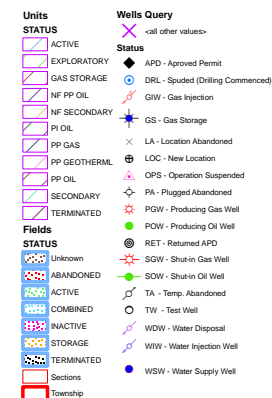 Units
STATUS
ACTIVE
EXPLORATORY
GAS STORAGE
NF PP OIL
NF SECONDARY
PI OIL
PP GAS
PP GEOTHERML
PP OIL
SECONDARY
TERMINATED
Fields
STATUS
Unknown
ABANDONED
ACTIVE
COMBINED
INACTIVE
STORAGE
TERMINATED
Sections
Township
Wells Query
<all other values>
Status
APD - Aproved Permit
DRL - Spuded (Drilling Commenced)
GIW - Gas Injection
GS - Gas Storage
LA - Location Abandoned
LOC - New Location
OPS - Operation Suspended
PA - Plugged Abandoned
PGW - Producing Gas Well
POW - Producing Oil Well
RET - Returned APD
SGW - Shut-in Gas Well
SOW - Shut-in Oil Well
TA - Temp. Abandoned
TW - Test Well
WDW - Water Disposal
WIW - Water Injection Well
WSW - Water Supply Well